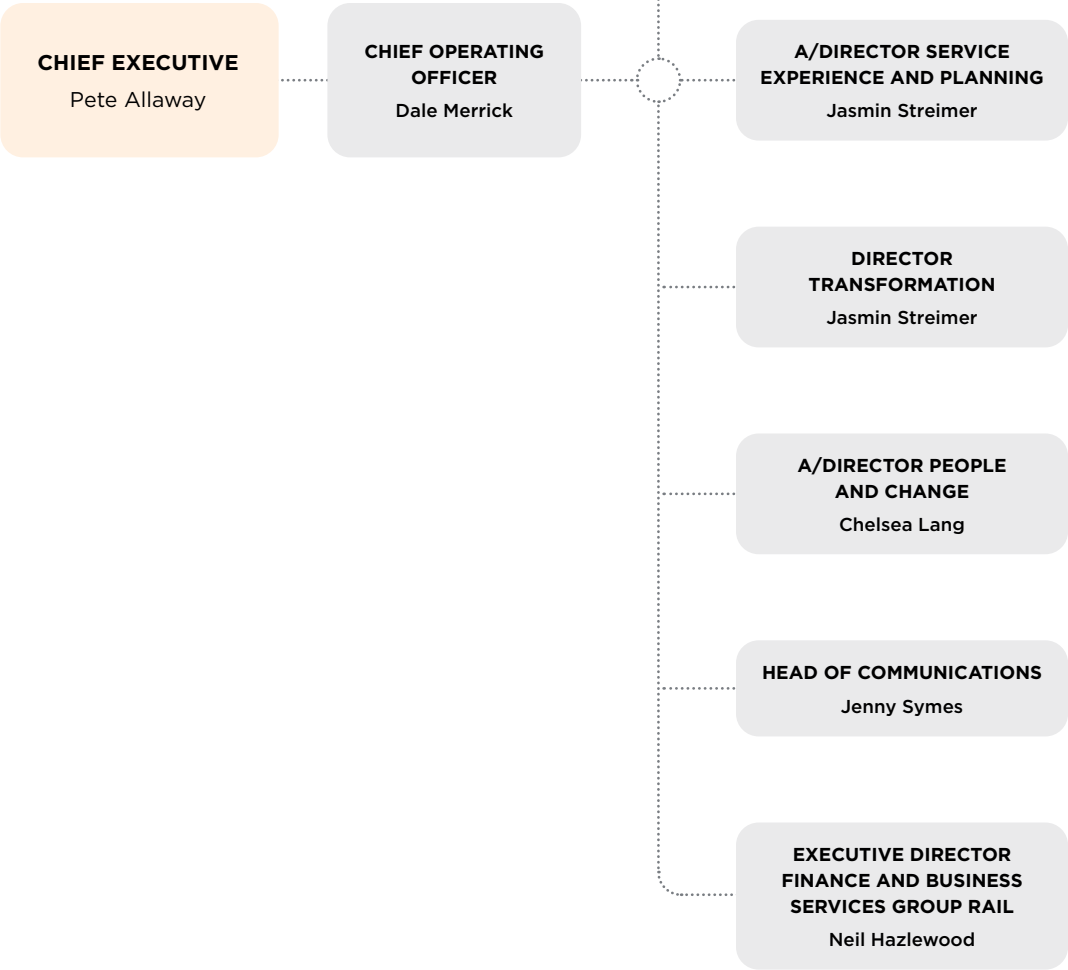 CHIEF EXECUTIVE
Pete Allaway
CHIEF OPERATING
OFFICER
Dale Merrick
A/DIRECTOR SERVICE
EXPERIENCE AND PLANNING
Jasmin Streimer
DIRECTOR
TRANSFORMATION
Jasmin Streimer
A/DIRECTOR PEOPLE
AND CHANGE
Chelsea Lang
HEAD OF COMMUNICATIONS
Jenny Symes
EXECUTIVE DIRECTOR
FINANCE AND BUSINESS
SERVICES GROUP RAIL
Neil Hazlewood